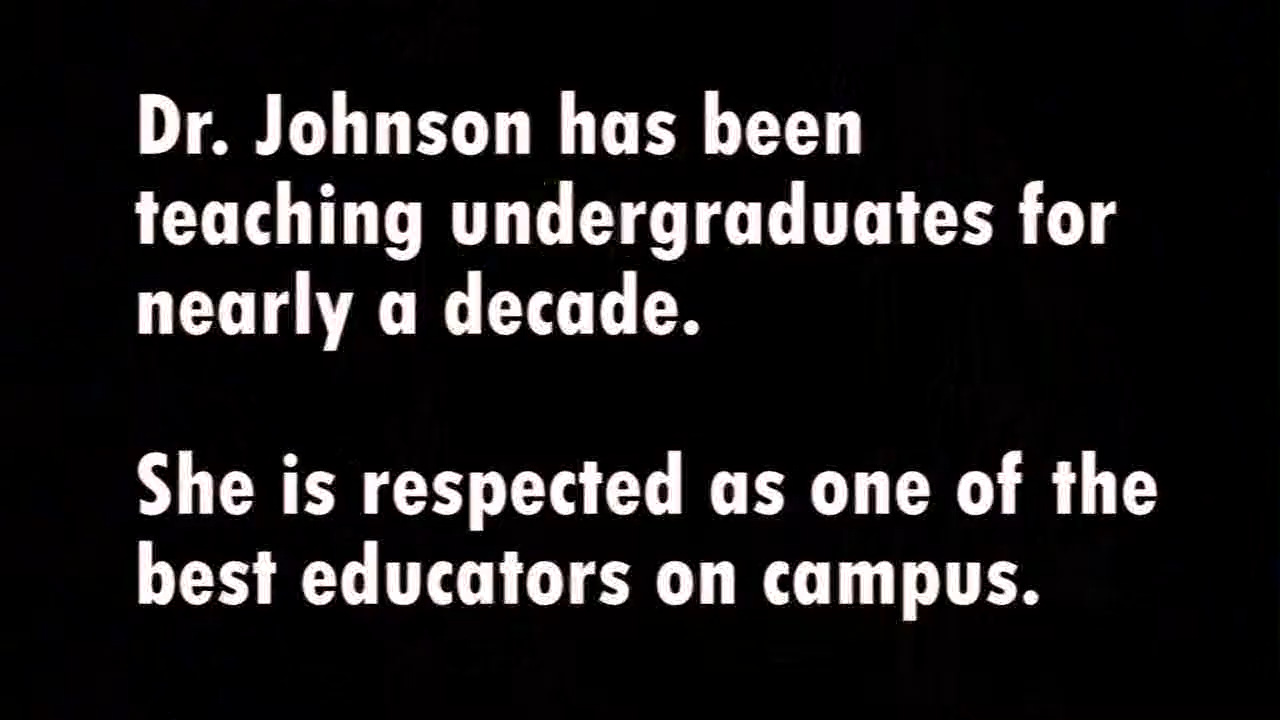 Dr. Johnson has been
teaching undergraduates for
nearly a decade.
She is respected as one of the
best educators on campus.